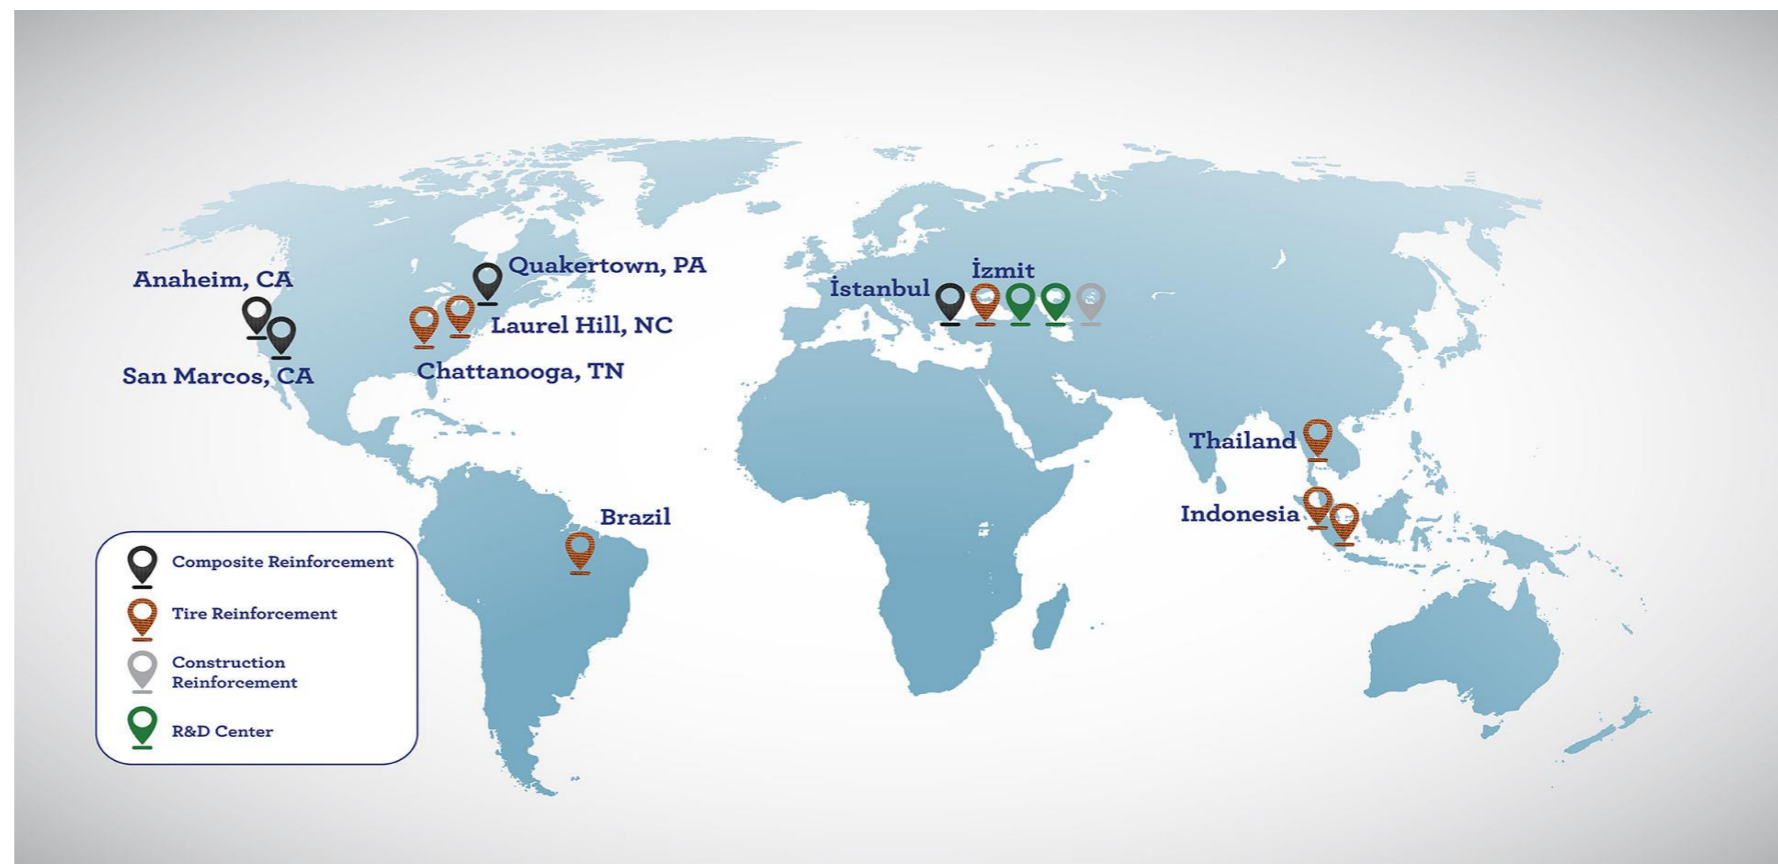 Quakertown, PA
Anaheim, CA
İzmit
İstanbul
Laurel Hill, NC
San Marcos, CA
Chattanooga, TN
Thailand
Indonesia
Brazil
Composite Reinforcement
Tire Reinforcement
Construction
Reinforcement
R&D Center